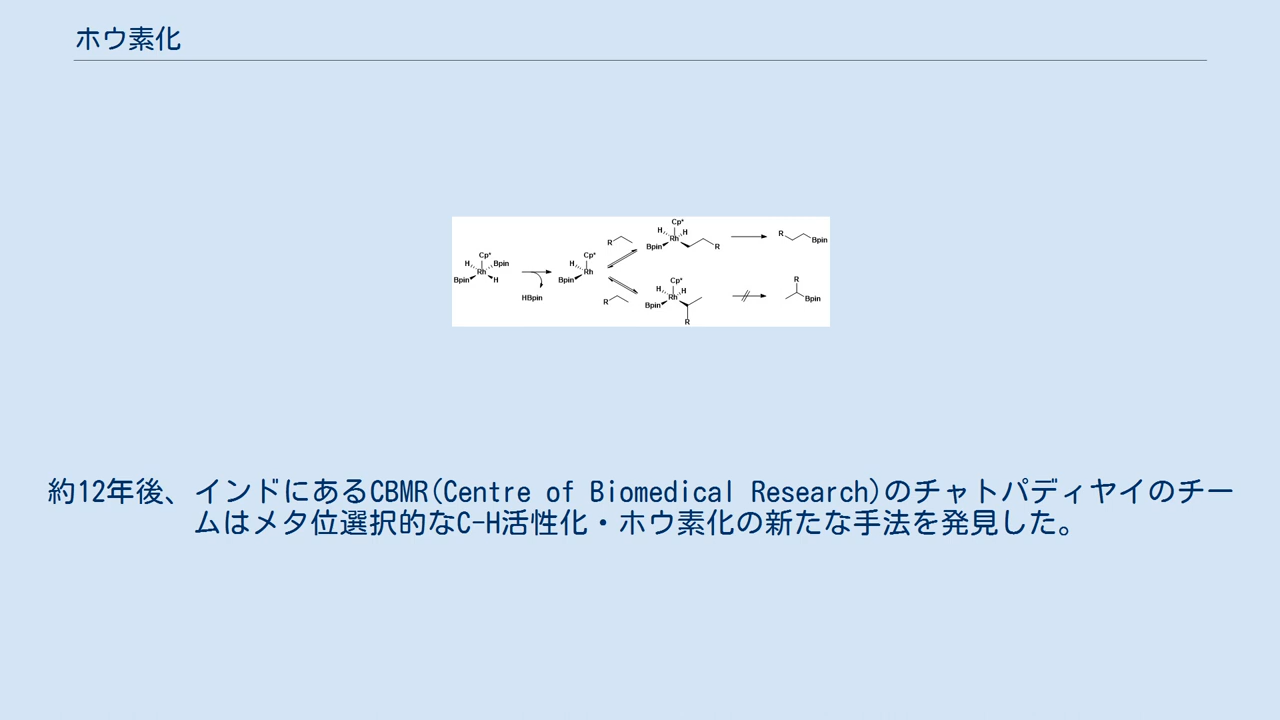 ホウ素化
Cp*
H
H
Rh
Bpin
R
R
R
Bpin
Cp*
H
Bpin
Rh
Bpin
H
HBpin
Cp*
H
Rh
Bpin
R
Cp*
H
H
Rh
Bpin
R
R
Bpin
約12年後、インドにあるCBMR(Centre of Biomedical Research)のチャトパディヤイのチー
ムはメタ位選択的なC-H活性化・ホウ素化の新たな手法を発見した。